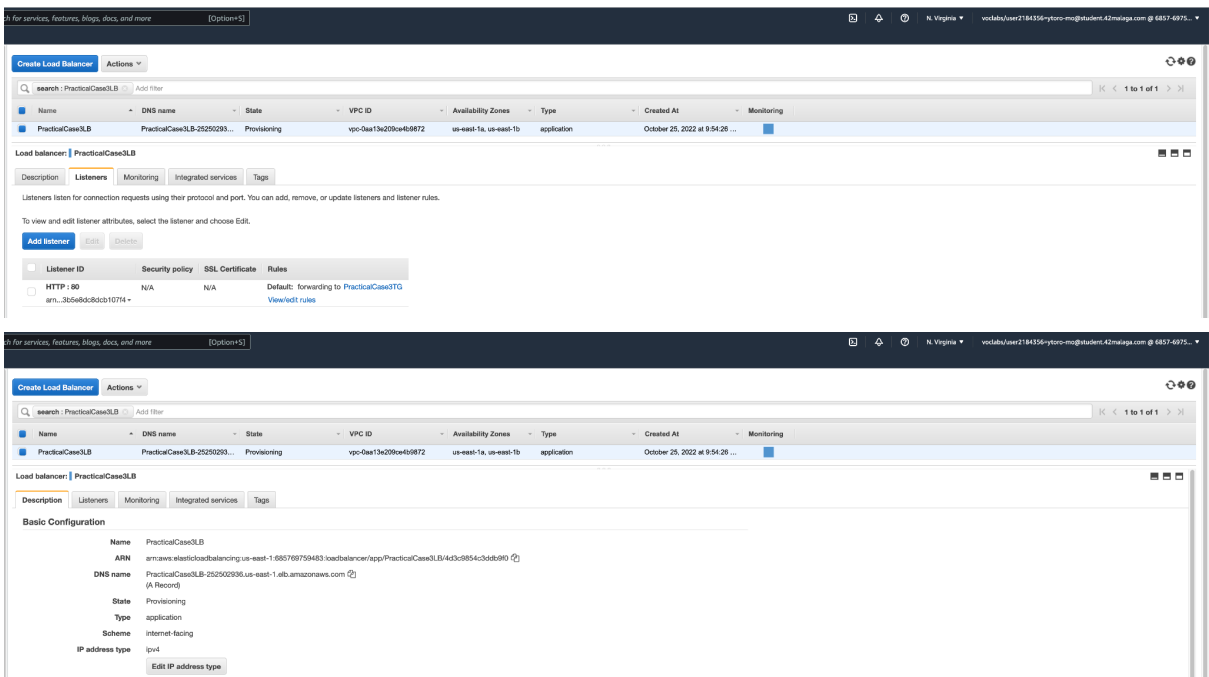 ch for services, features, blogs, docs, and more [Option+S] N. Virginia ▼ voclabs/user2184356=ytoro-mo@student.42malaga.com @ 6857-6975... ▼
Create Load Balancer Actions
search : PracticalCase3LB Add filter 1 to 1 of 1
Name DNS name State VPC ID Availability Zones Type Created At Monitoring
PracticalCase3LB PracticalCase3LB-25250293... Provisioning vpc-0aa13e209ce4b9872 us-east-1a, us-east-1b application October 25, 2022 at 9:54:26 ...
Load balancer: PracticalCase3LB
Description Listeners Monitoring Integrated services Tags
Listeners listen for connection requests using their protocol and port. You can add, remove, or update listeners and listener rules.
To view and edit listener attributes, select the listener and choose Edit.
Add listener Edit Delete
Listener ID Security policy SSL Certificate Rules
HTTP : 80 N/A N/A Default: forwarding to PracticalCase3TG
arn...3b5e8dc8dcb107f4 View/edit rules
ch for services, features, blogs, docs, and more [Option+S] N. Virginia ▼ voclabs/user2184356=ytoro-mo@student.42malaga.com @ 6857-6975... ▼
Create Load Balancer Actions
search : PracticalCase3LB Add filter 1 to 1 of 1
Name DNS name State VPC ID Availability Zones Type Created At Monitoring
PracticalCase3LB PracticalCase3LB-25250293... Provisioning vpc-0aa13e209ce4b9872 us-east-1a, us-east-1b application October 25, 2022 at 9:54:26 ...
Load balancer: PracticalCase3LB
Description Listeners Monitoring Integrated services Tags
Basic Configuration
Name PracticalCase3LB
ARN arn:aws:elasticloadbalancing:us-east-1:685769759483:loadbalancer/app/PracticalCase3LB/4d3c9854c3ddb9f0
DNS name PracticalCase3LB-252502936.us-east-1.elb.amazonaws.com
(A Record)
State Provisioning
Type application
Scheme internet-facing
IP address type ipv4
Edit IP address type